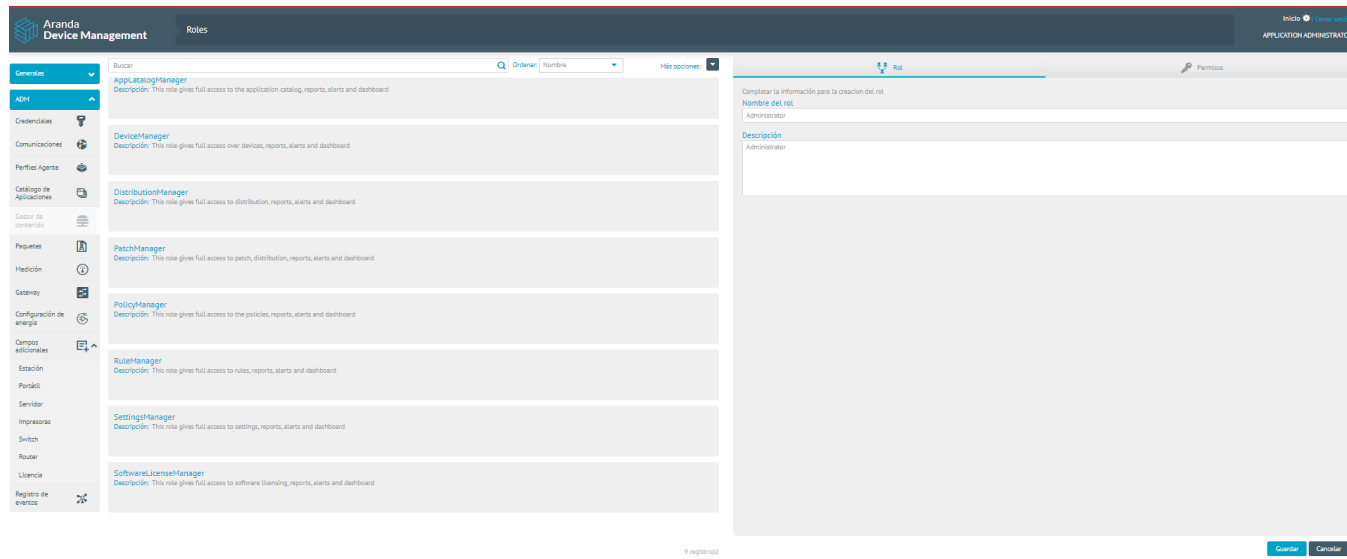 Aranda
Device Management
Roles
Inicio
APPLICATION ADMINISTRATO
Generales
ADM
Credenciales
Comunicaciones
Perfiles Agente
Catálogo de
Aplicaciones
Gestor de
contenido
Paquetes
Medición
Gateway
Configuración de
energía
Campos
adicionales
Estación
Portátil
Servidor
Impresoras
Switch
Router
Licencia
Registro de
eventos
Buscar
Ordenar: Nombre
Más opciones:
AppCatalogManager
Descripción: This role gives full access to the application catalog, reports, alerts and dashboard
DeviceManager
Descripción: This role gives full access over devices, reports, alerts and dashboard
DistributionManager
Descripción: This role gives full access to distribution, reports, alerts and dashboard
PatchManager
Descripción: This role gives full access to patch, distribution, reports, alerts and dashboard
PolicyManager
Descripción: This role gives full access to the policies, reports, alerts and dashboard
RuleManager
Descripción: This role gives full access to rules, reports, alerts and dashboard
SettingsManager
Descripción: This role gives full access to settings, reports, alerts and dashboard
SoftwareLicenseManager
Descripción: This role gives full access to software licensing, reports, alerts and dashboard
9 registro(s)
Rol
Permisos
Completar la información para la creacion del rol
Nombre del rol
Administrator
Descripción
Administrator
Guardar
Cancelar